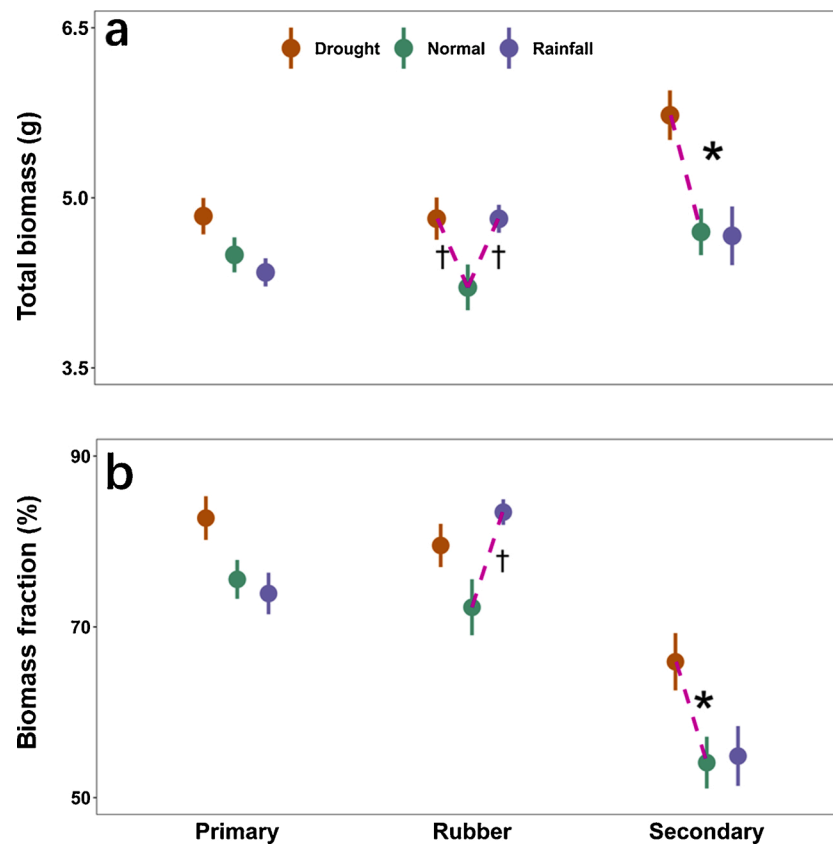 a
Drought Normal Rainfall
6.5
5.0
3.5
Total biomass (g)
*
† †
b
90
70
50
Biomass fraction (%)
†
*
Primary Rubber Secondary